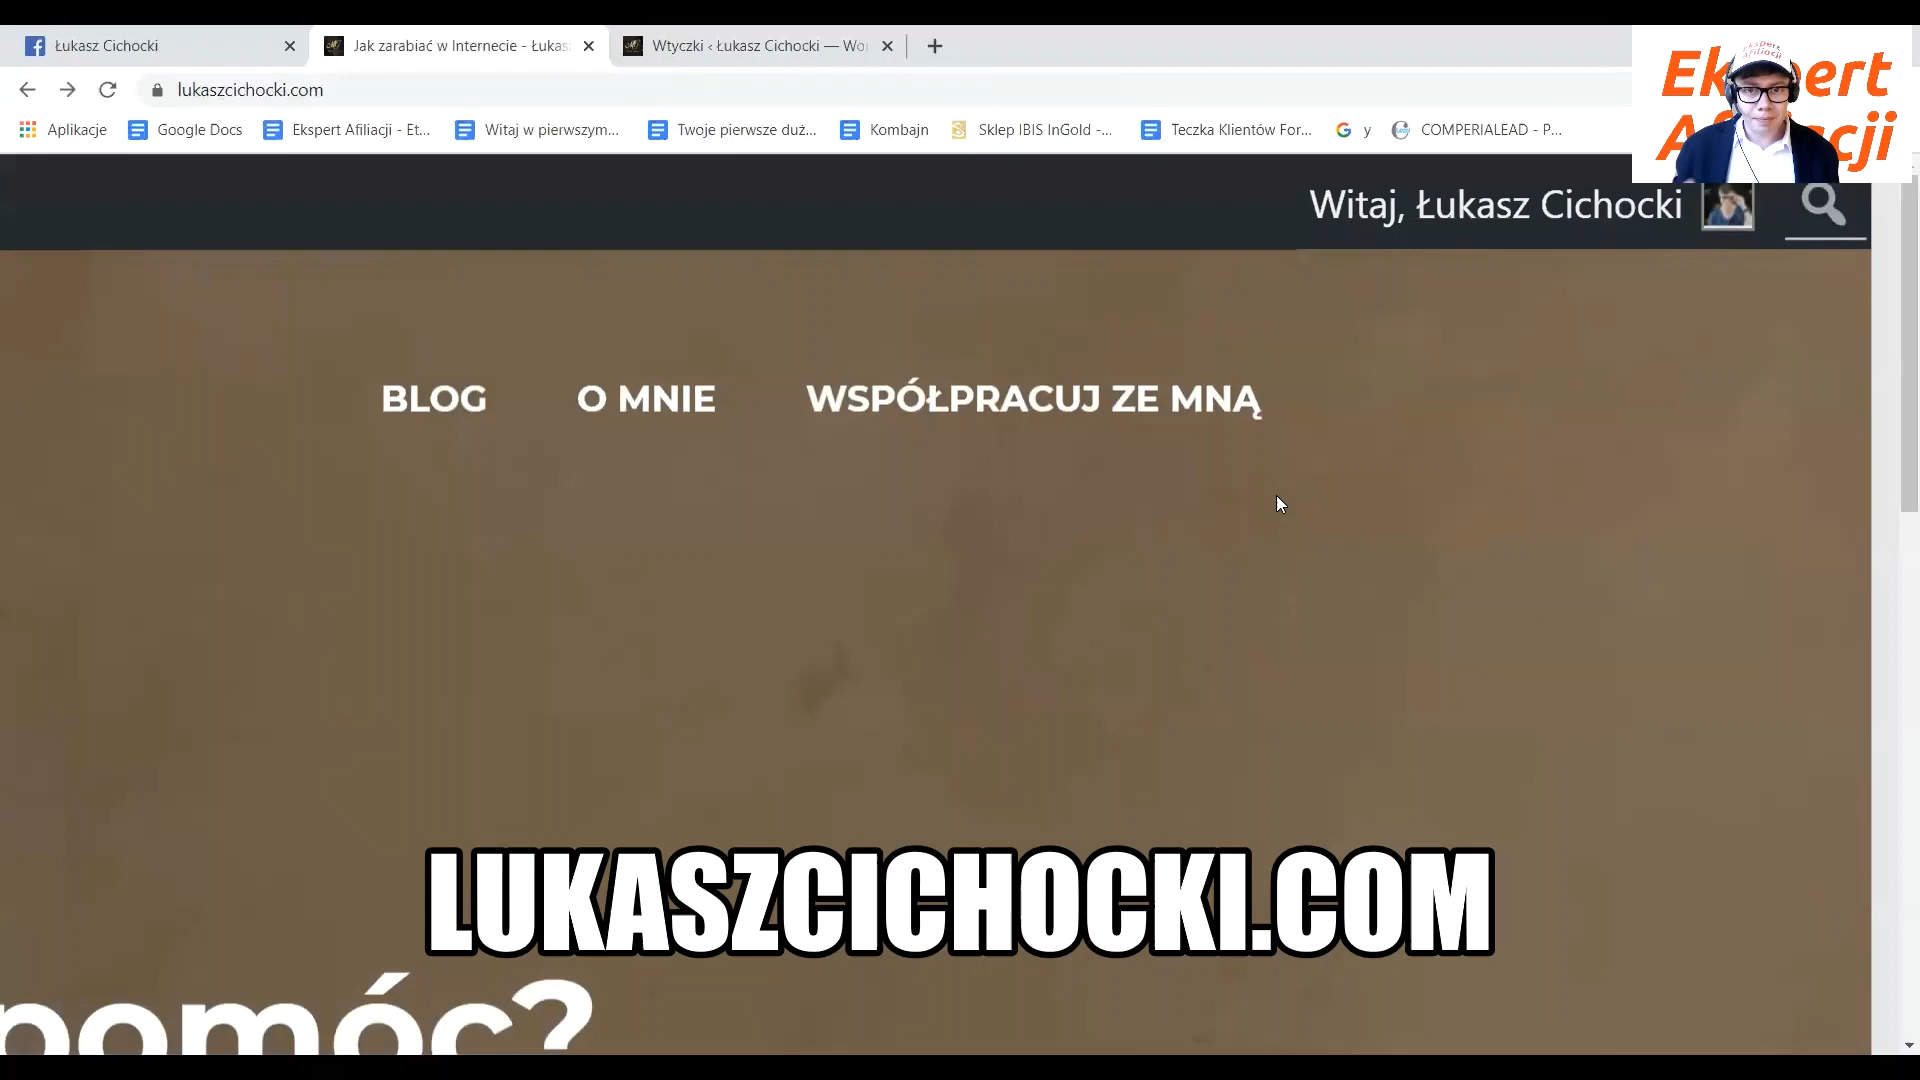 Łukasz Cichocki
Jak zarabiać w Internecie - Łukas
Wtyczki ‹ Łukasz Cichocki — Wo
lukaszcichocki.com
Aplikacje
Google Docs
Ekspert Afiliacji - Et...
Witaj w pierwszym...
Twoje pierwsze duż...
Kombajn
Sklep IBIS InGold -...
Teczka Klientów For...
y
COMPERIALEAD - P...
Witaj, Łukasz Cichocki
BLOG
O MNIE
WSPÓŁPRACUJ ZE MNĄ
LUKASZCICHOCKI.COM
pomóc?